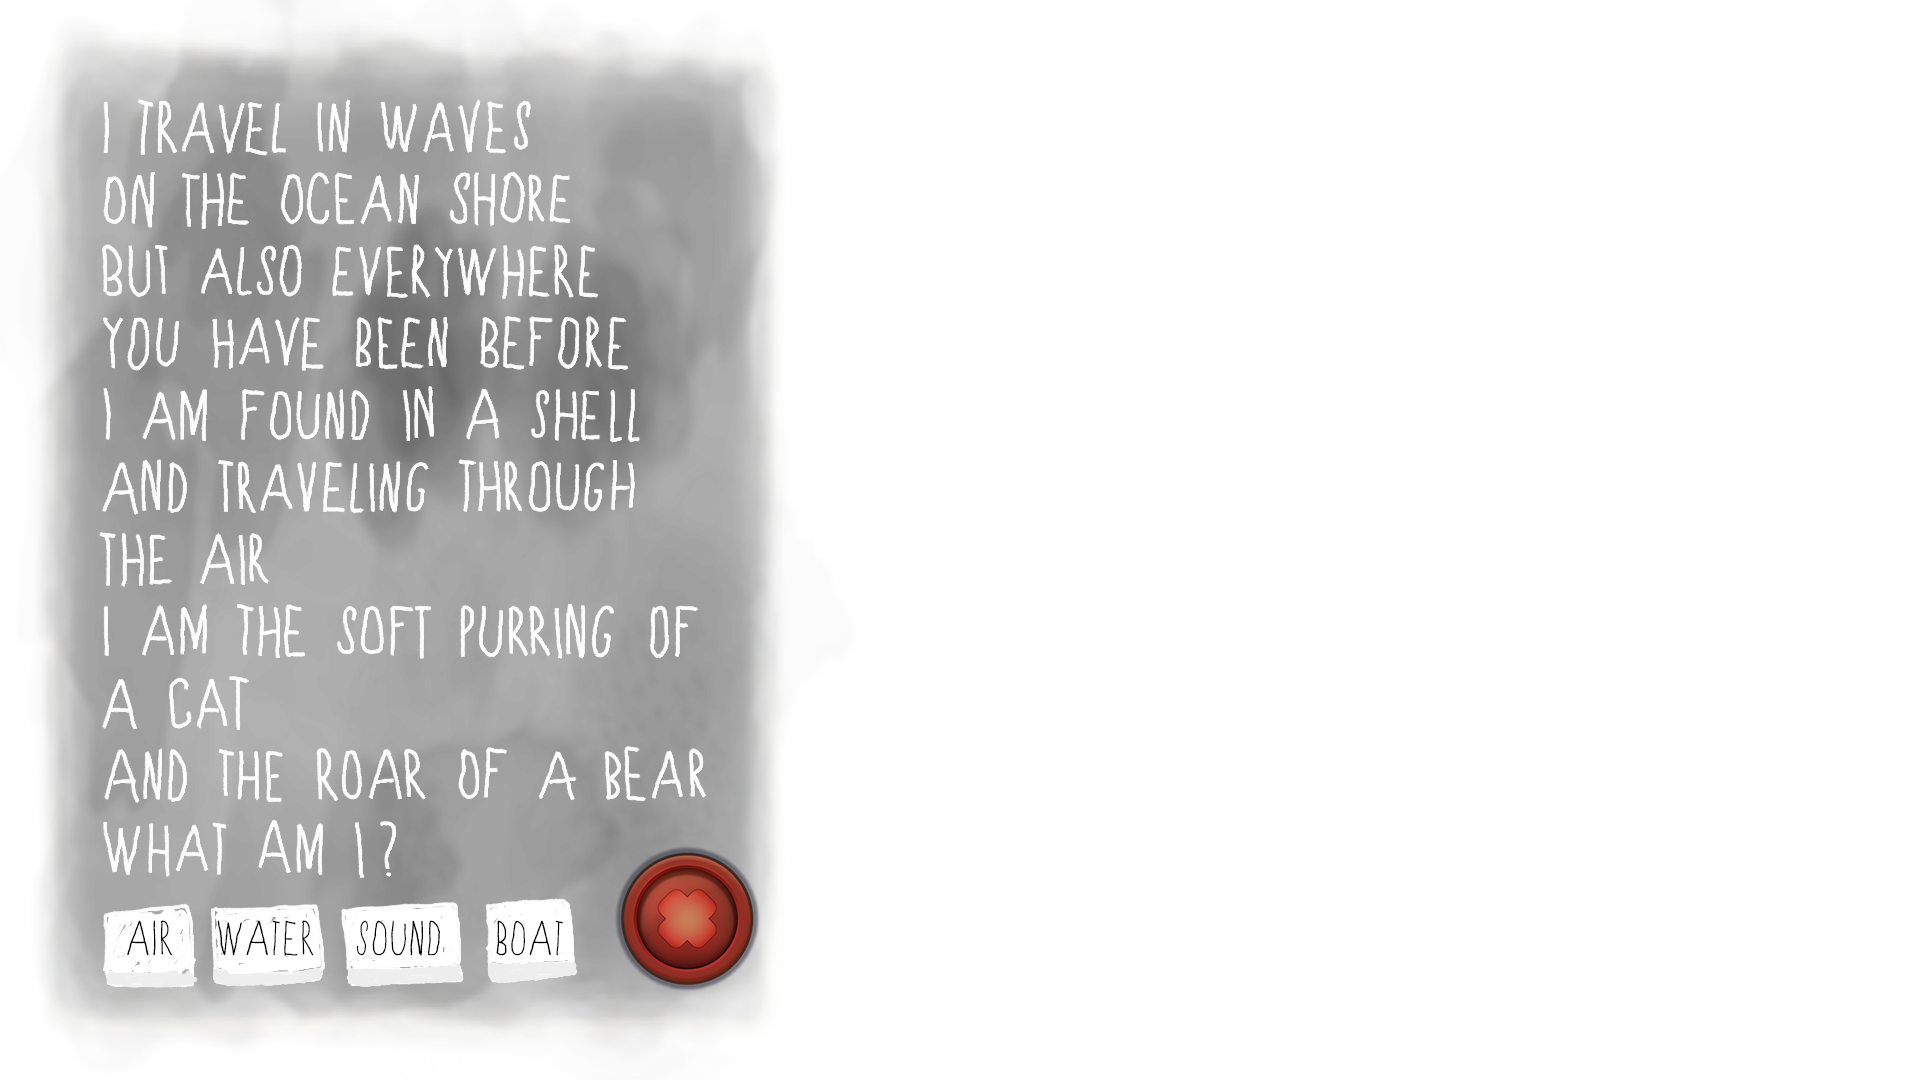 I TRAVEL IN WAVES
ON THE OCEAN SHORE
BUT ALSO EVERYWHERE
YOU HAVE BEEN BEFORE
I AM FOUND IN A SHELL
AND TRAVELING THROUGH
THE AIR
I AM THE SOFT PURRING OF
A CAT
AND THE ROAR OF A BEAR
WHAT AM I?
AIR WATER SOUND BOAT